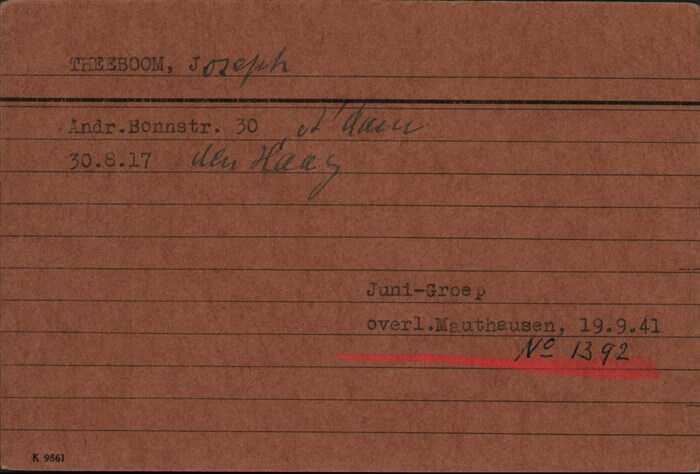 THEEBOOM, Joseph
Andr.Bonnstr. 30 A'dam
30.8.17 den Haag
Juni-Groep
overl.Mauthausen, 19.9.41
No 1392
K 9561